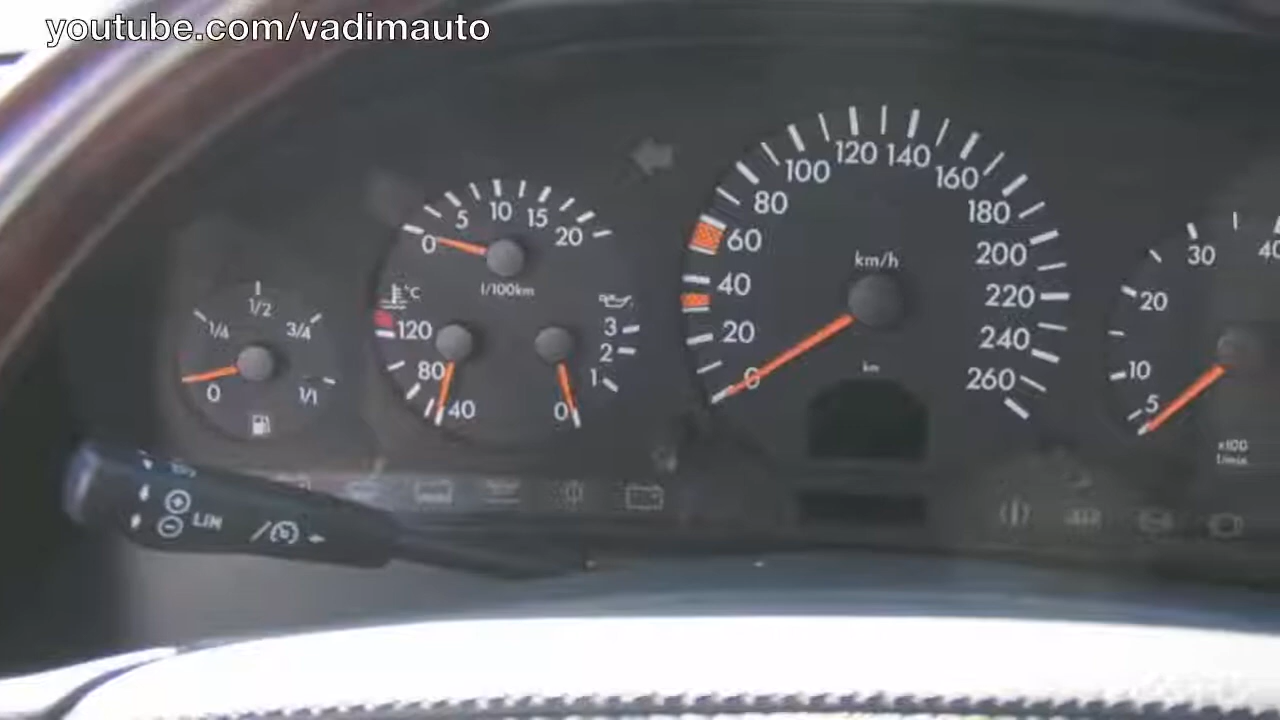 youtube.com/vadimauto
0 1/4 1/2 3/4 1/1
0 5 10 15 20
l/100km
°C
120
80
40
3
2
1
0
0 20 40 60 80 100 120 140 160 180 200 220 240 260
km/h
km
5 10 20 30 40
x100
1/min
LIM